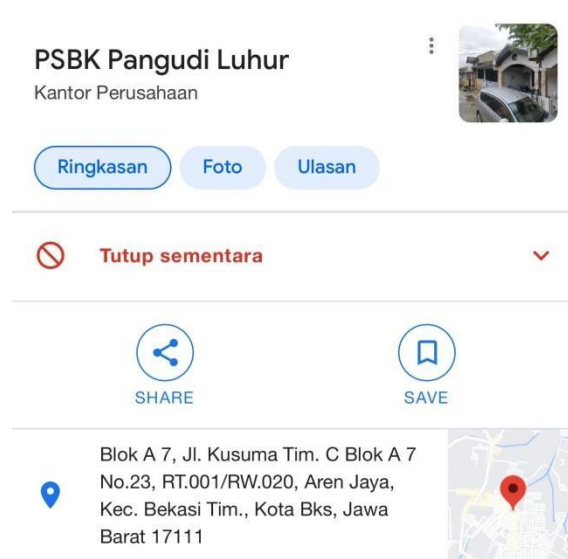 PSBK Pangudi Luhur
Kantor Perusahaan
Ringkasan
Foto
Ulasan
Tutup sementara
SHARE
SAVE
Blok A 7, Jl. Kusuma Tim. C Blok A 7
No.23, RT.001/RW.020, Aren Jaya,
Kec. Bekasi Tim., Kota Bks, Jawa
Barat 17111